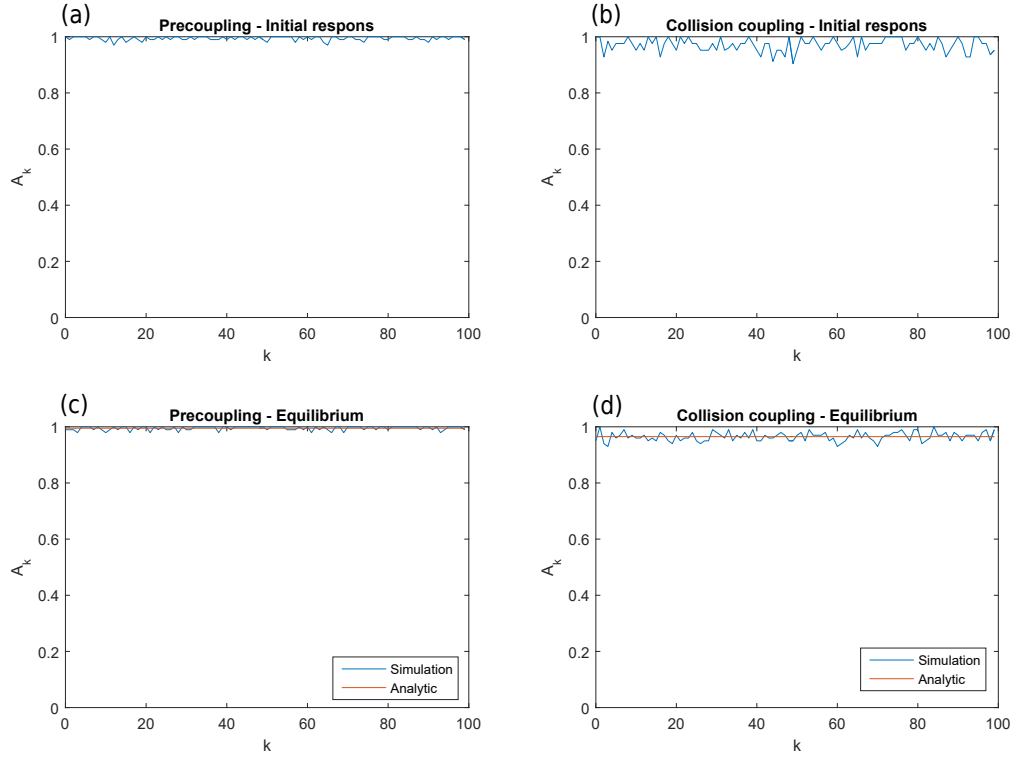 (a)
Precoupling - Initial respons
1
0.8
0.6
0.4
0.2
0
A_k
0 20 40 60 80 100
k
(b)
Collision coupling - Initial respons
1
0.8
0.6
0.4
0.2
0
A_k
0 20 40 60 80 100
k
(c)
Precoupling - Equilibrium
1
0.8
0.6
0.4
0.2
0
A_k
Simulation
Analytic
0 20 40 60 80 100
k
(d)
Collision coupling - Equilibrium
1
0.8
0.6
0.4
0.2
0
A_k
Simulation
Analytic
0 20 40 60 80 100
k